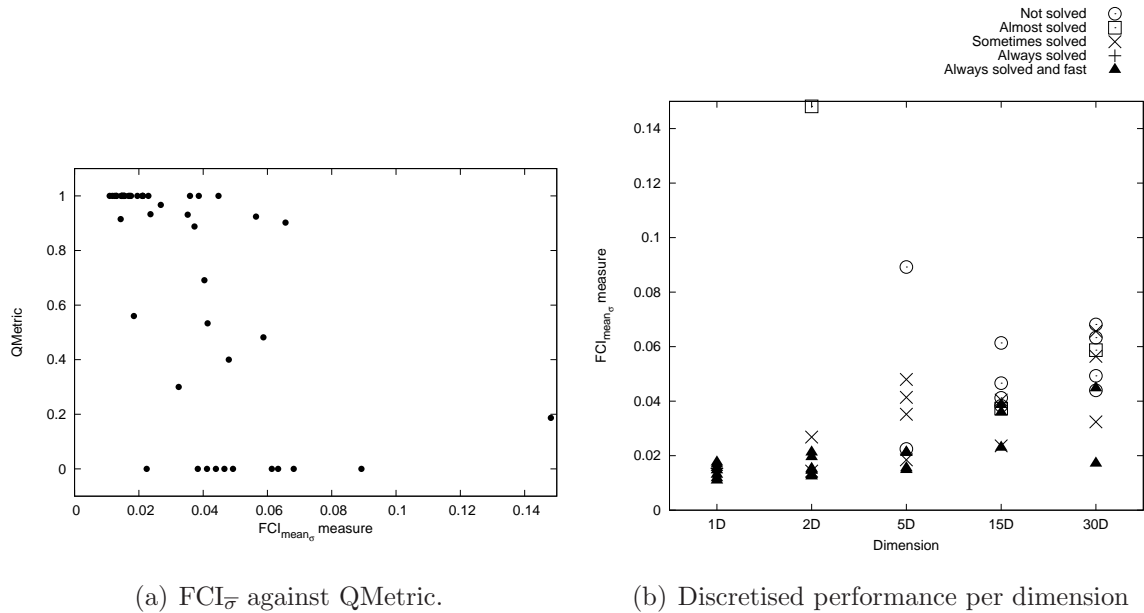 Not solved
Almost solved
Sometimes solved
Always solved
Always solved and fast
1
0.8
0.6
0.4
0.2
0
QMetric
0 0.02 0.04 0.06 0.08 0.1 0.12 0.14
FCI_mean_σ measure
0.14
0.12
0.1
0.08
0.06
0.04
0.02
0
FCI_mean_σ measure
1D 2D 5D 15D 30D
Dimension
(a) FCI_σ̅ against QMetric.
(b) Discretised performance per dimension